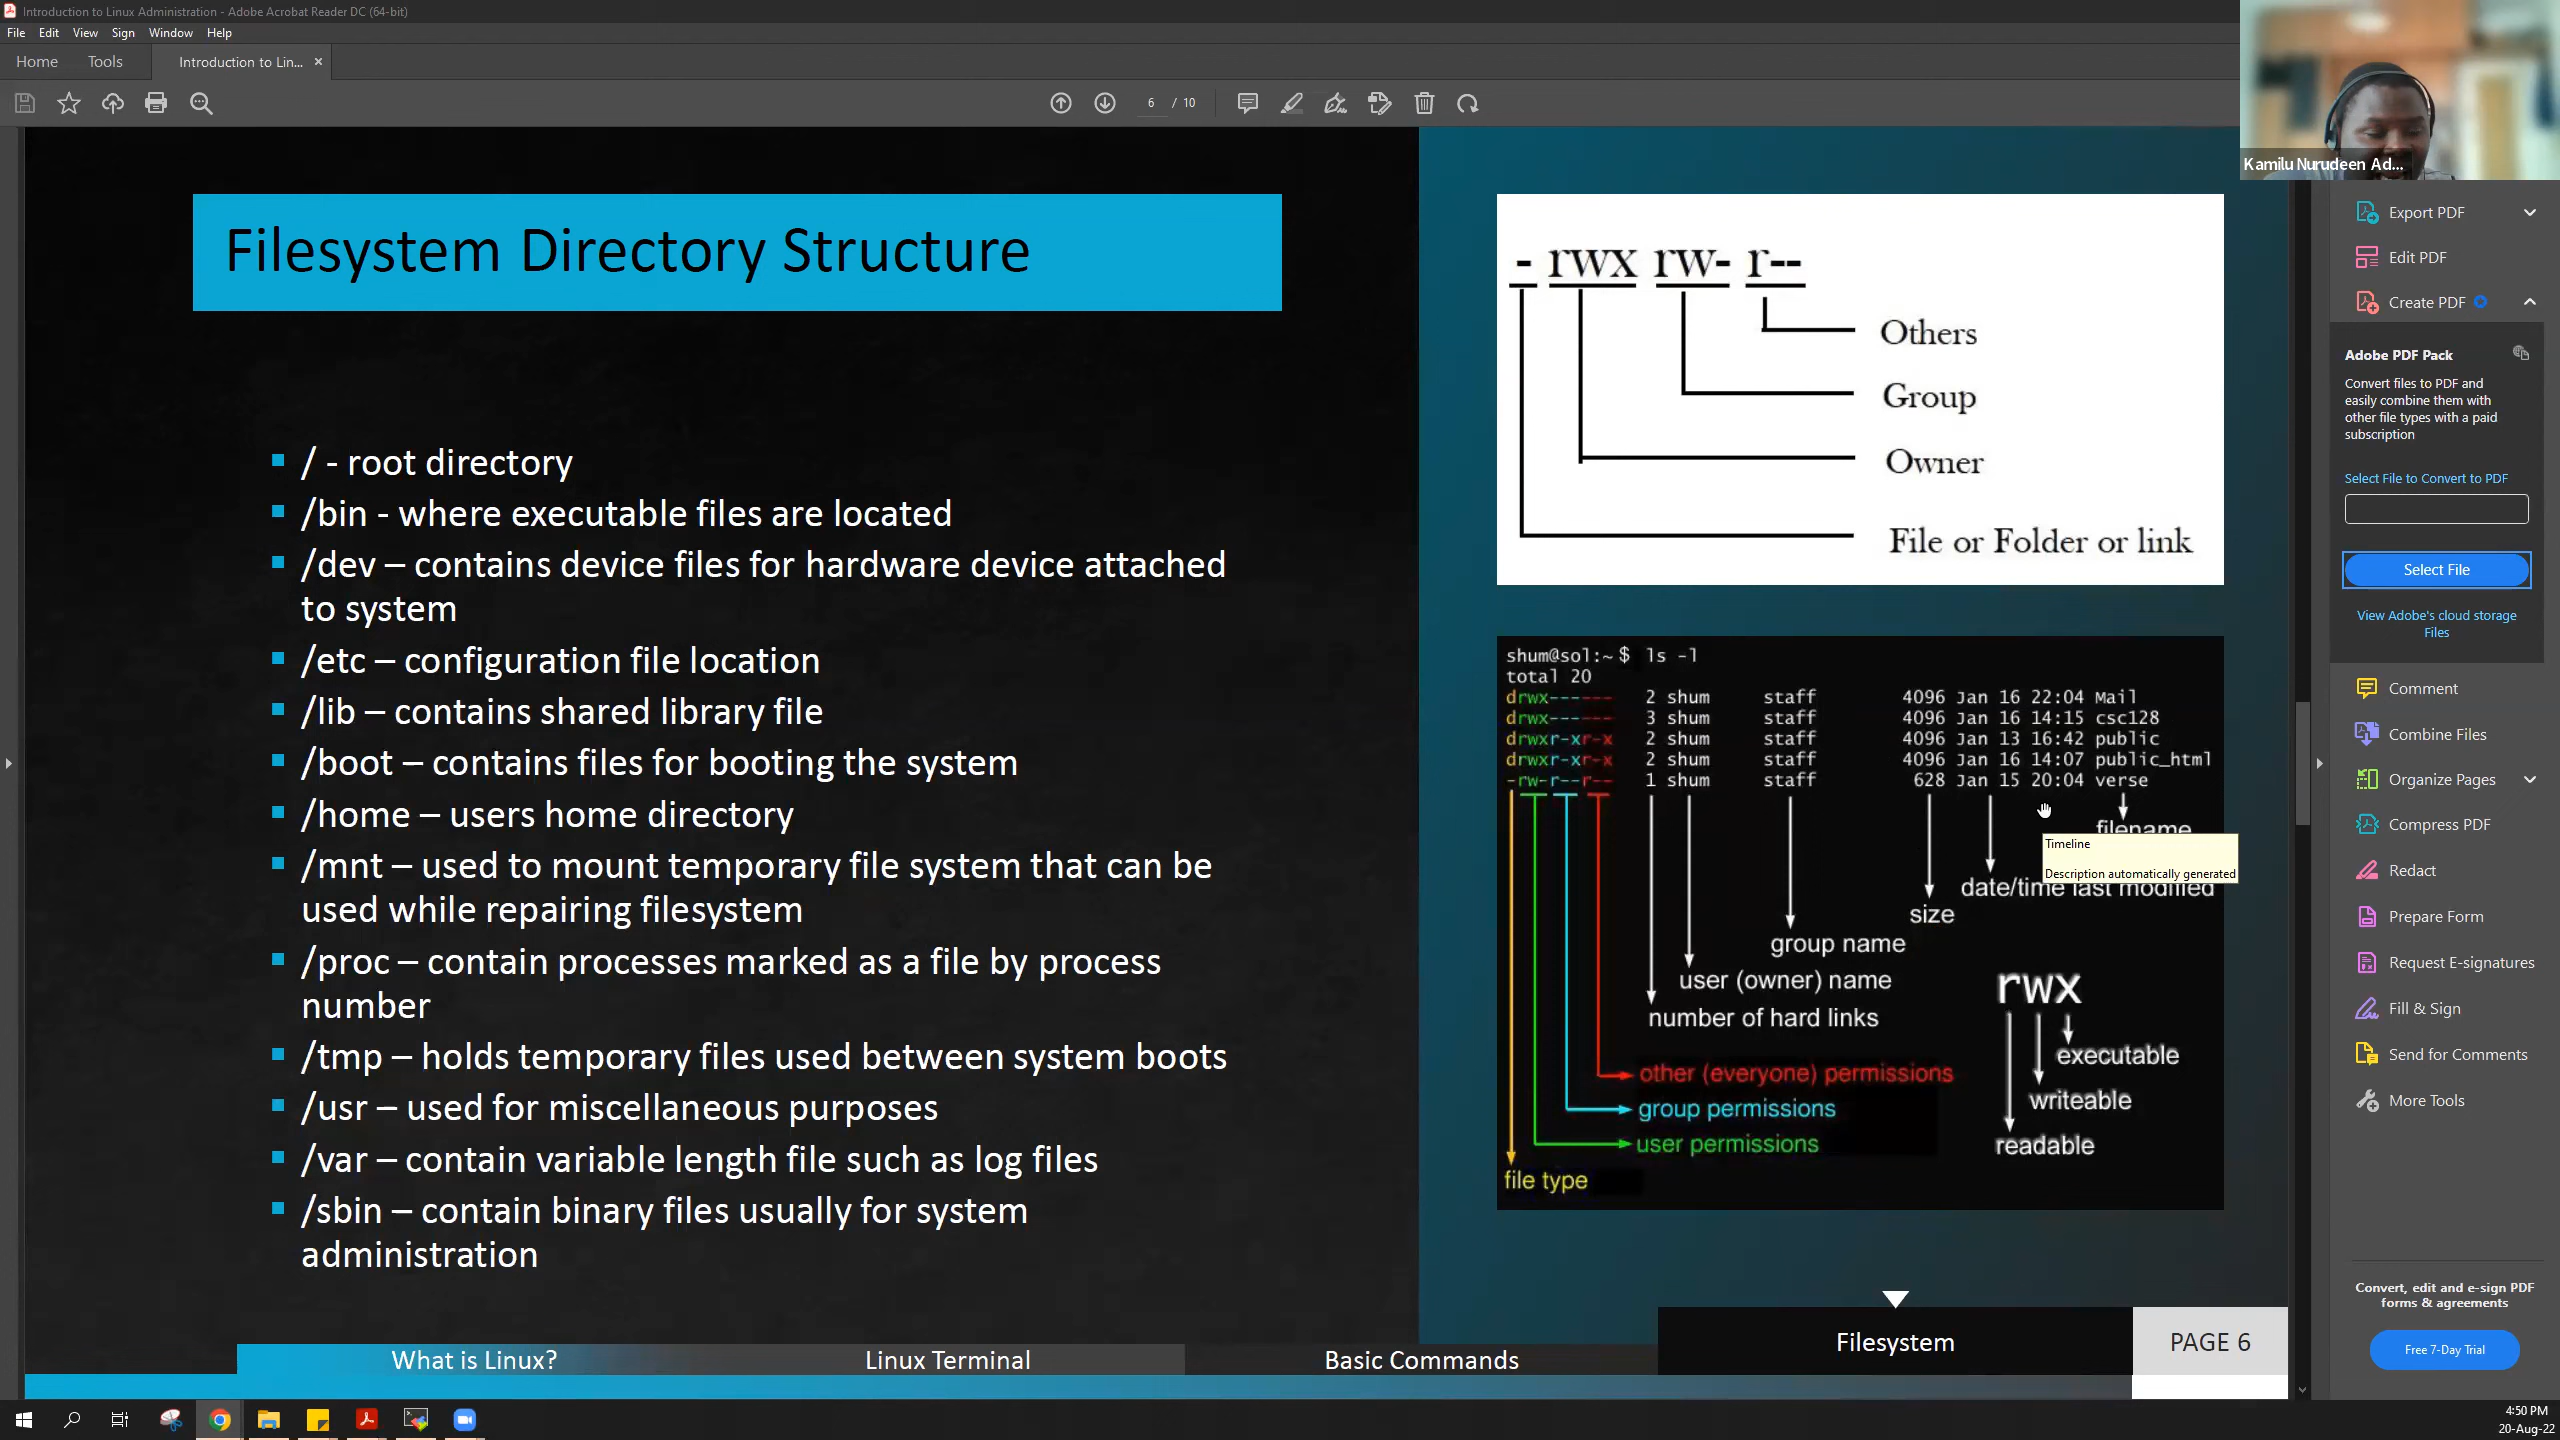 Introduction to Linux Administration - Adobe Acrobat Reader DC (64-bit)
File Edit View Sign Window Help
Home Tools Introduction to Lin... ×
6 / 10
Kamilu Nurudeen Ad...
Filesystem Directory Structure
/ - root directory
/bin - where executable files are located
/dev – contains device files for hardware device attached
to system
/etc – configuration file location
/lib – contains shared library file
/boot – contains files for booting the system
/home – users home directory
/mnt – used to mount temporary file system that can be
used while repairing filesystem
/proc – contain processes marked as a file by process
number
/tmp – holds temporary files used between system boots
/usr – used for miscellaneous purposes
/var – contain variable length file such as log files
/sbin – contain binary files usually for system
administration
- rwx rw- r--
Others
Group
Owner
File or Folder or link
shum@sol:~$ ls -l
total 20
drwx------ 2 shum staff 4096 Jan 16 22:04 Mail
drwx------ 3 shum staff 4096 Jan 16 14:15 csc128
drwxr-xr-x 2 shum staff 4096 Jan 13 16:42 public
drwxr-xr-x 2 shum staff 4096 Jan 16 14:07 public_html
-rw-r--r-- 1 shum staff 628 Jan 15 20:04 verse
filename
Timeline
Description automatically generated
date/time last modified
size
group name
user (owner) name
number of hard links
rwx
executable
writeable
readable
other (everyone) permissions
group permissions
user permissions
file type
What is Linux? Linux Terminal Basic Commands Filesystem PAGE 6
Export PDF
Edit PDF
Create PDF
Adobe PDF Pack
Convert files to PDF and
easily combine them with
other file types with a paid
subscription
Select File to Convert to PDF
Select File
View Adobe's cloud storage
Files
Comment
Combine Files
Organize Pages
Compress PDF
Redact
Prepare Form
Request E-signatures
Fill & Sign
Send for Comments
More Tools
Convert, edit and e-sign PDF
forms & agreements
Free 7-Day Trial
4:50 PM
20-Aug-22